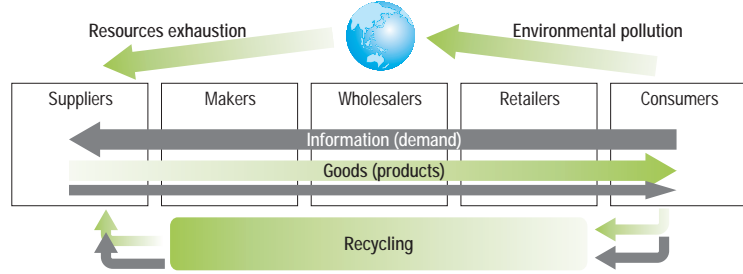 Resources exhaustion
Environmental pollution
Suppliers
Makers
Wholesalers
Retailers
Consumers
Information (demand)
Goods (products)
Recycling